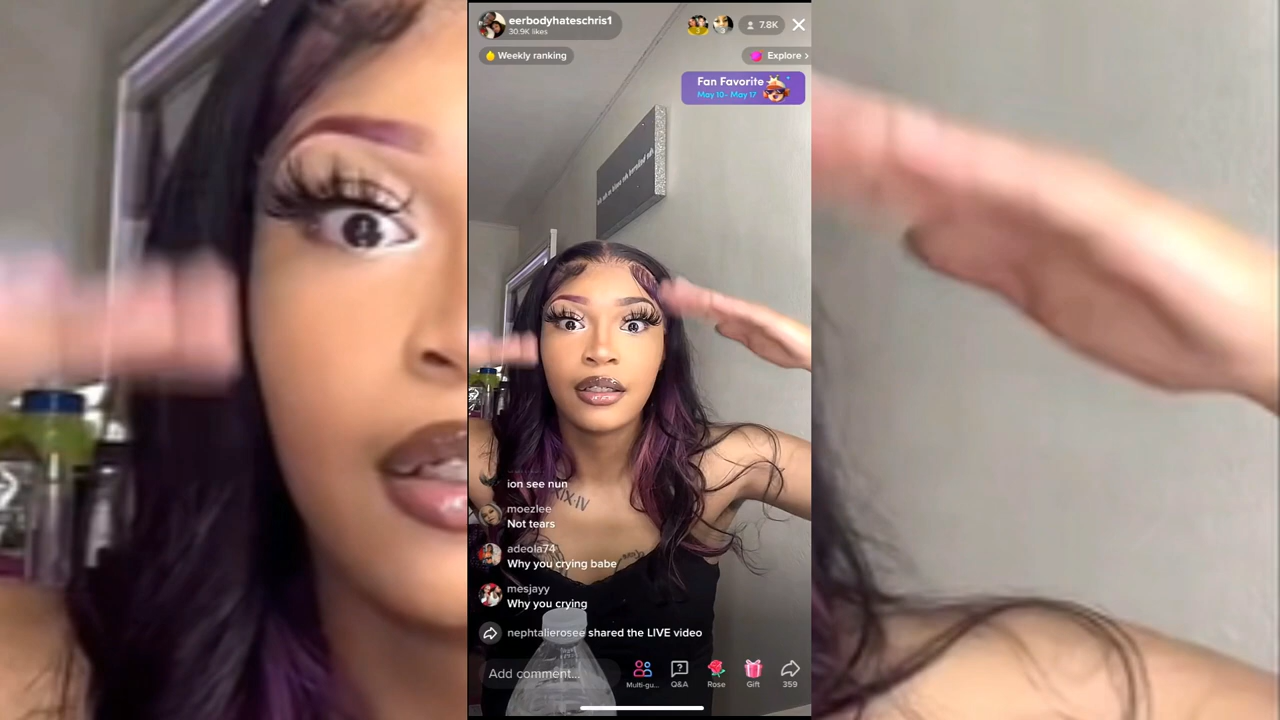 eerbodyhateschris1
30.9K likes
7.8K
Weekly ranking
Explore
Fan Favorite
May 10- May 17
ion see nun
XIX·IV
moezlee
Not tears
adeola74
Why you crying babe
mesjayy
Why you crying
nephtalierosee shared the LIVE video
Add comment...
Multi-gu...
Q&A
Rose
Gift
359